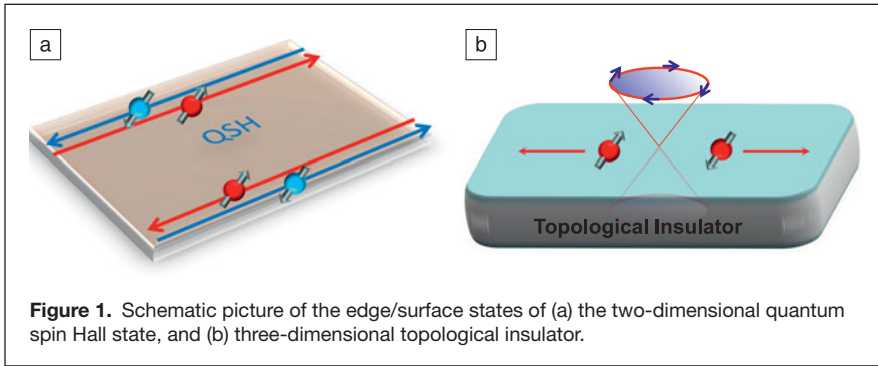 a
b
QSH
Topological Insulator
Figure 1. Schematic picture of the edge/surface states of (a) the two-dimensional quantum
spin Hall state, and (b) three-dimensional topological insulator.